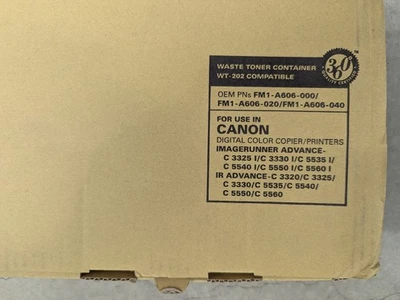 WASTE TONER CONTAINER
WT-202 COMPATIBLE
360
OEM PNs FM1-A606-000/
FM1-A606-020/FM1-A606-040
FOR USE IN
CANON
DIGITAL COLOR COPIER/PRINTERS
IMAGERUNNER ADVANCE-
C 3325 I/C 3330 I/C 5535 I/
C 5540 I/C 5550 I/C 5560 I
IR ADVANCE-C 3320/C 3325/
C 3330/C 5535/C 5540/
C 5550/C 5560